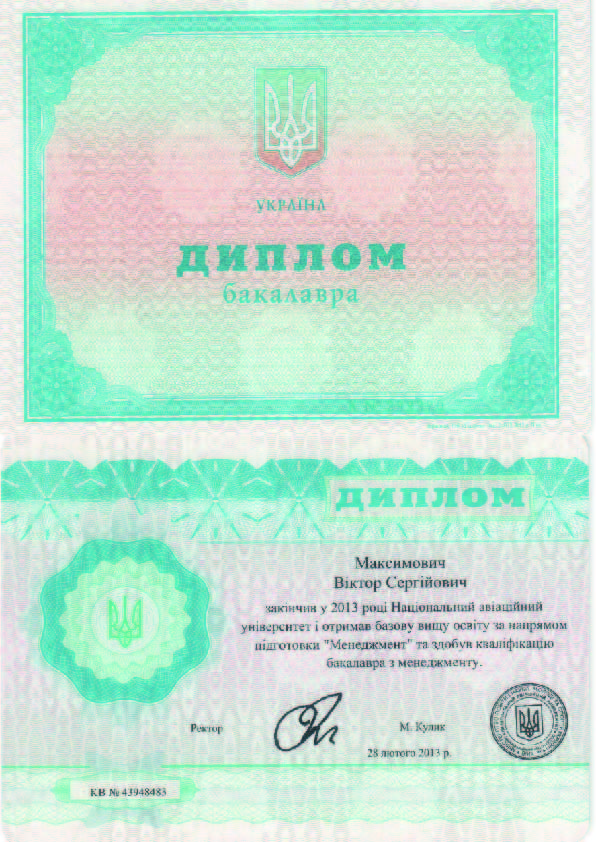 УКРАЇНА
ДИПЛОМ
бакалавра
ДИПЛОМ
Максимович
Віктор Сергійович
закінчив у 2013 році Національний авіаційний
університет і отримав базову вищу освіту за напрямом
підготовки "Менеджмент" та здобув кваліфікацію
бакалавра з менеджменту.
Ректор
М. Кулик
28 лютого 2013 р.
КВ № 43948483